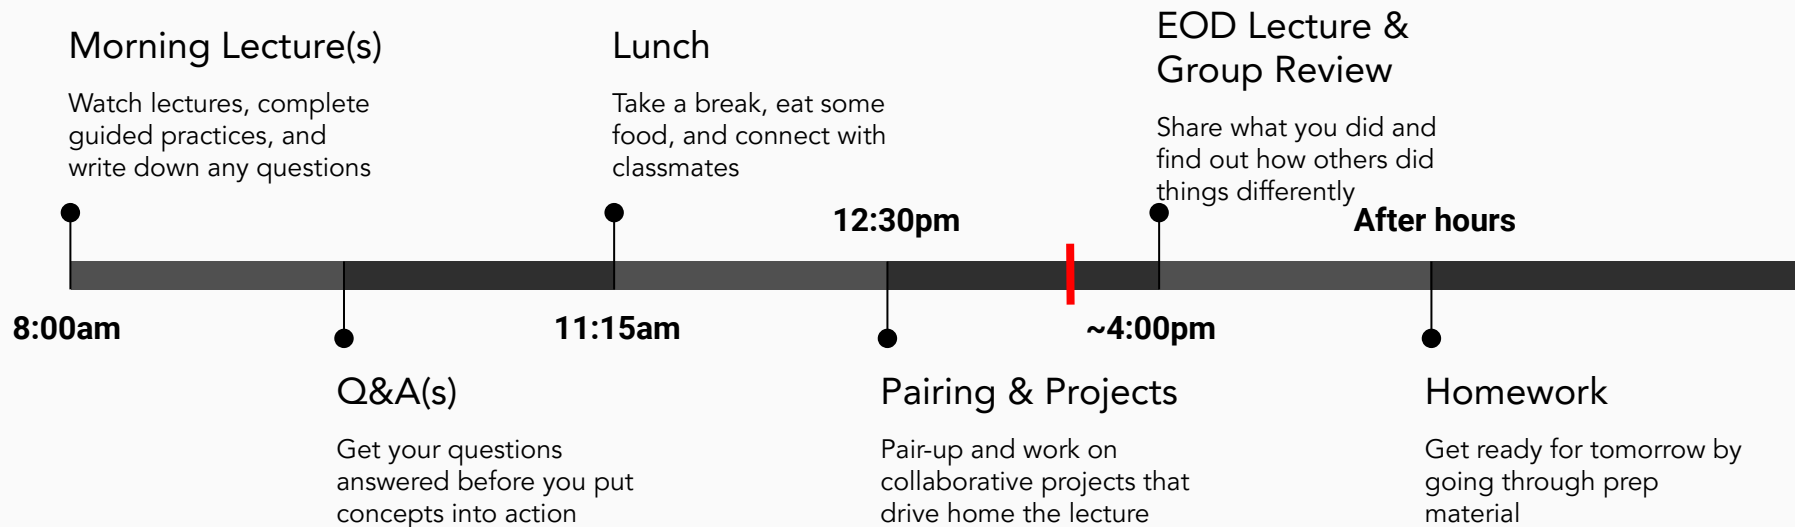 Morning Lecture(s)
Watch lectures, complete
guided practices, and
write down any questions
Lunch
Take a break, eat some
food, and connect with
classmates
EOD Lecture &
Group Review
Share what you did and
find out how others did
things differently
12:30pm
After hours
8:00am
11:15am
~4:00pm
Q&A(s)
Get your questions
answered before you put
concepts into action
Pairing & Projects
Pair-up and work on
collaborative projects that
drive home the lecture
Homework
Get ready for tomorrow by
going through prep
material